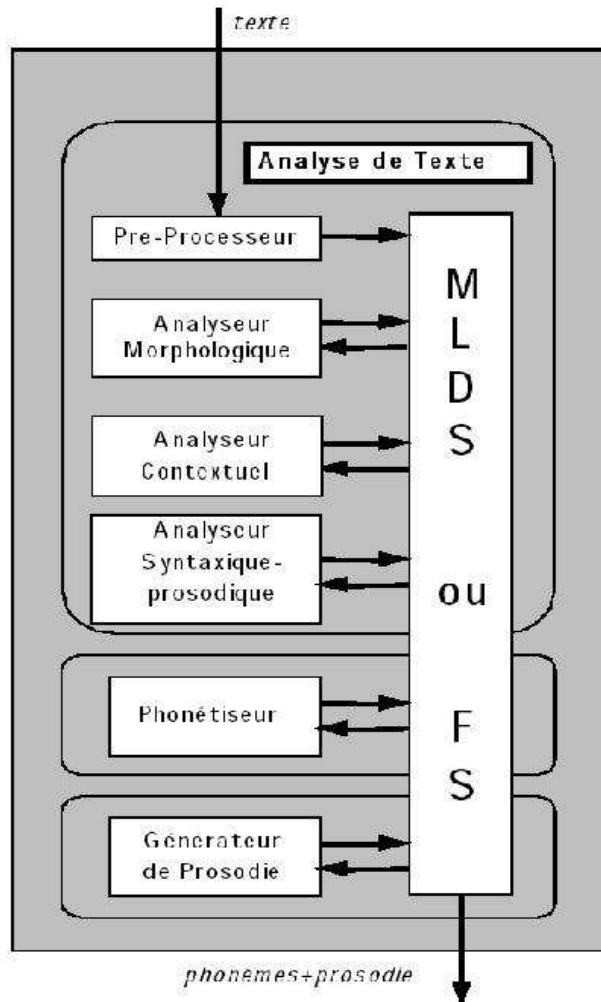 texte
Analyse de Texte
Pre-Processeur
Analyseur
Morphologique
Analyseur
Contextuel
Analyseur
Syntaxique-
prosodique
Phonétiseur
Générateur
de Prosodie
M
L
D
S
ou
F
S
phonèmes+prosodie